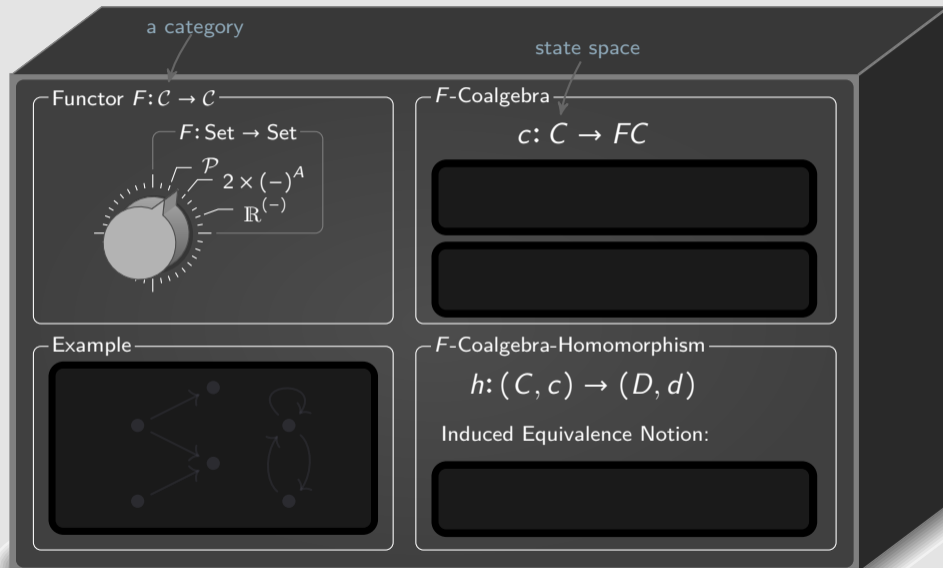 a category
state space
Functor F: 𝒞 → 𝒞
F: Set → Set
𝒫
2 × (−)^A
ℝ^(−)
F-Coalgebra
c: C → FC
Example
F-Coalgebra-Homomorphism
h: (C, c) → (D, d)
Induced Equivalence Notion: